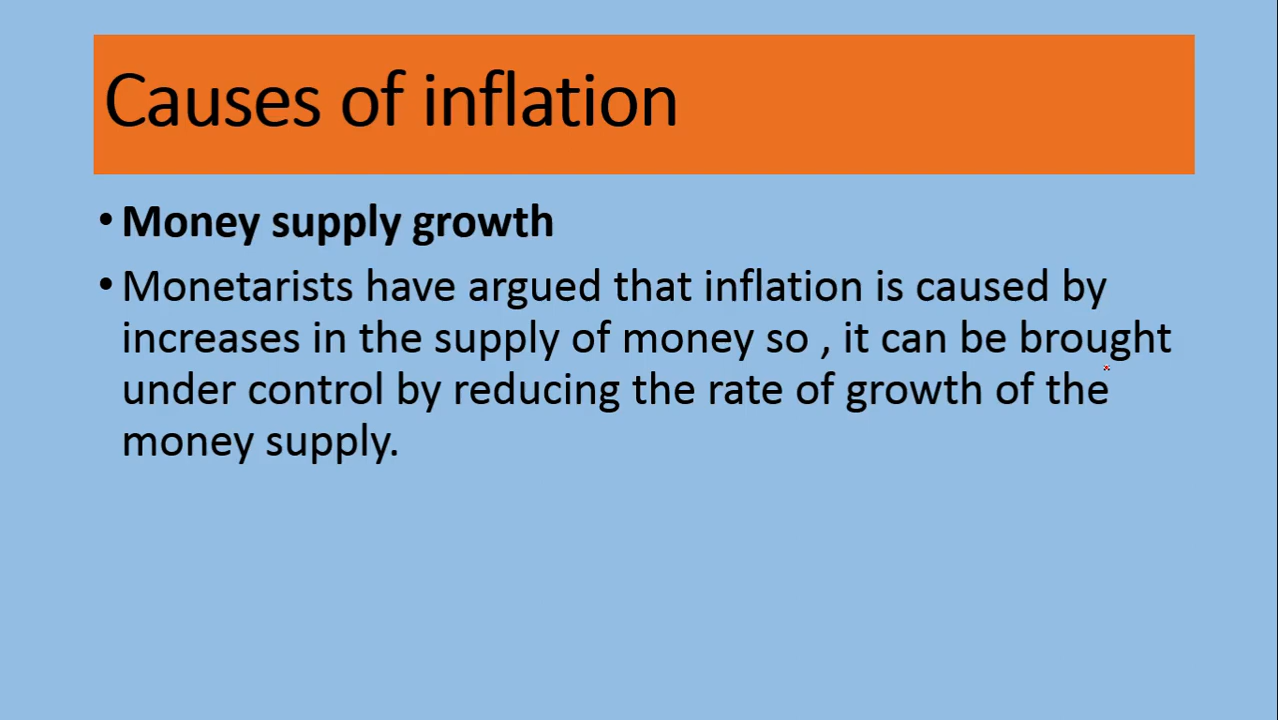 Causes of inflation
•Money supply growth
•Monetarists have argued that inflation is caused by
increases in the supply of money so , it can be brought
under control by reducing the rate of growth of the
money supply.